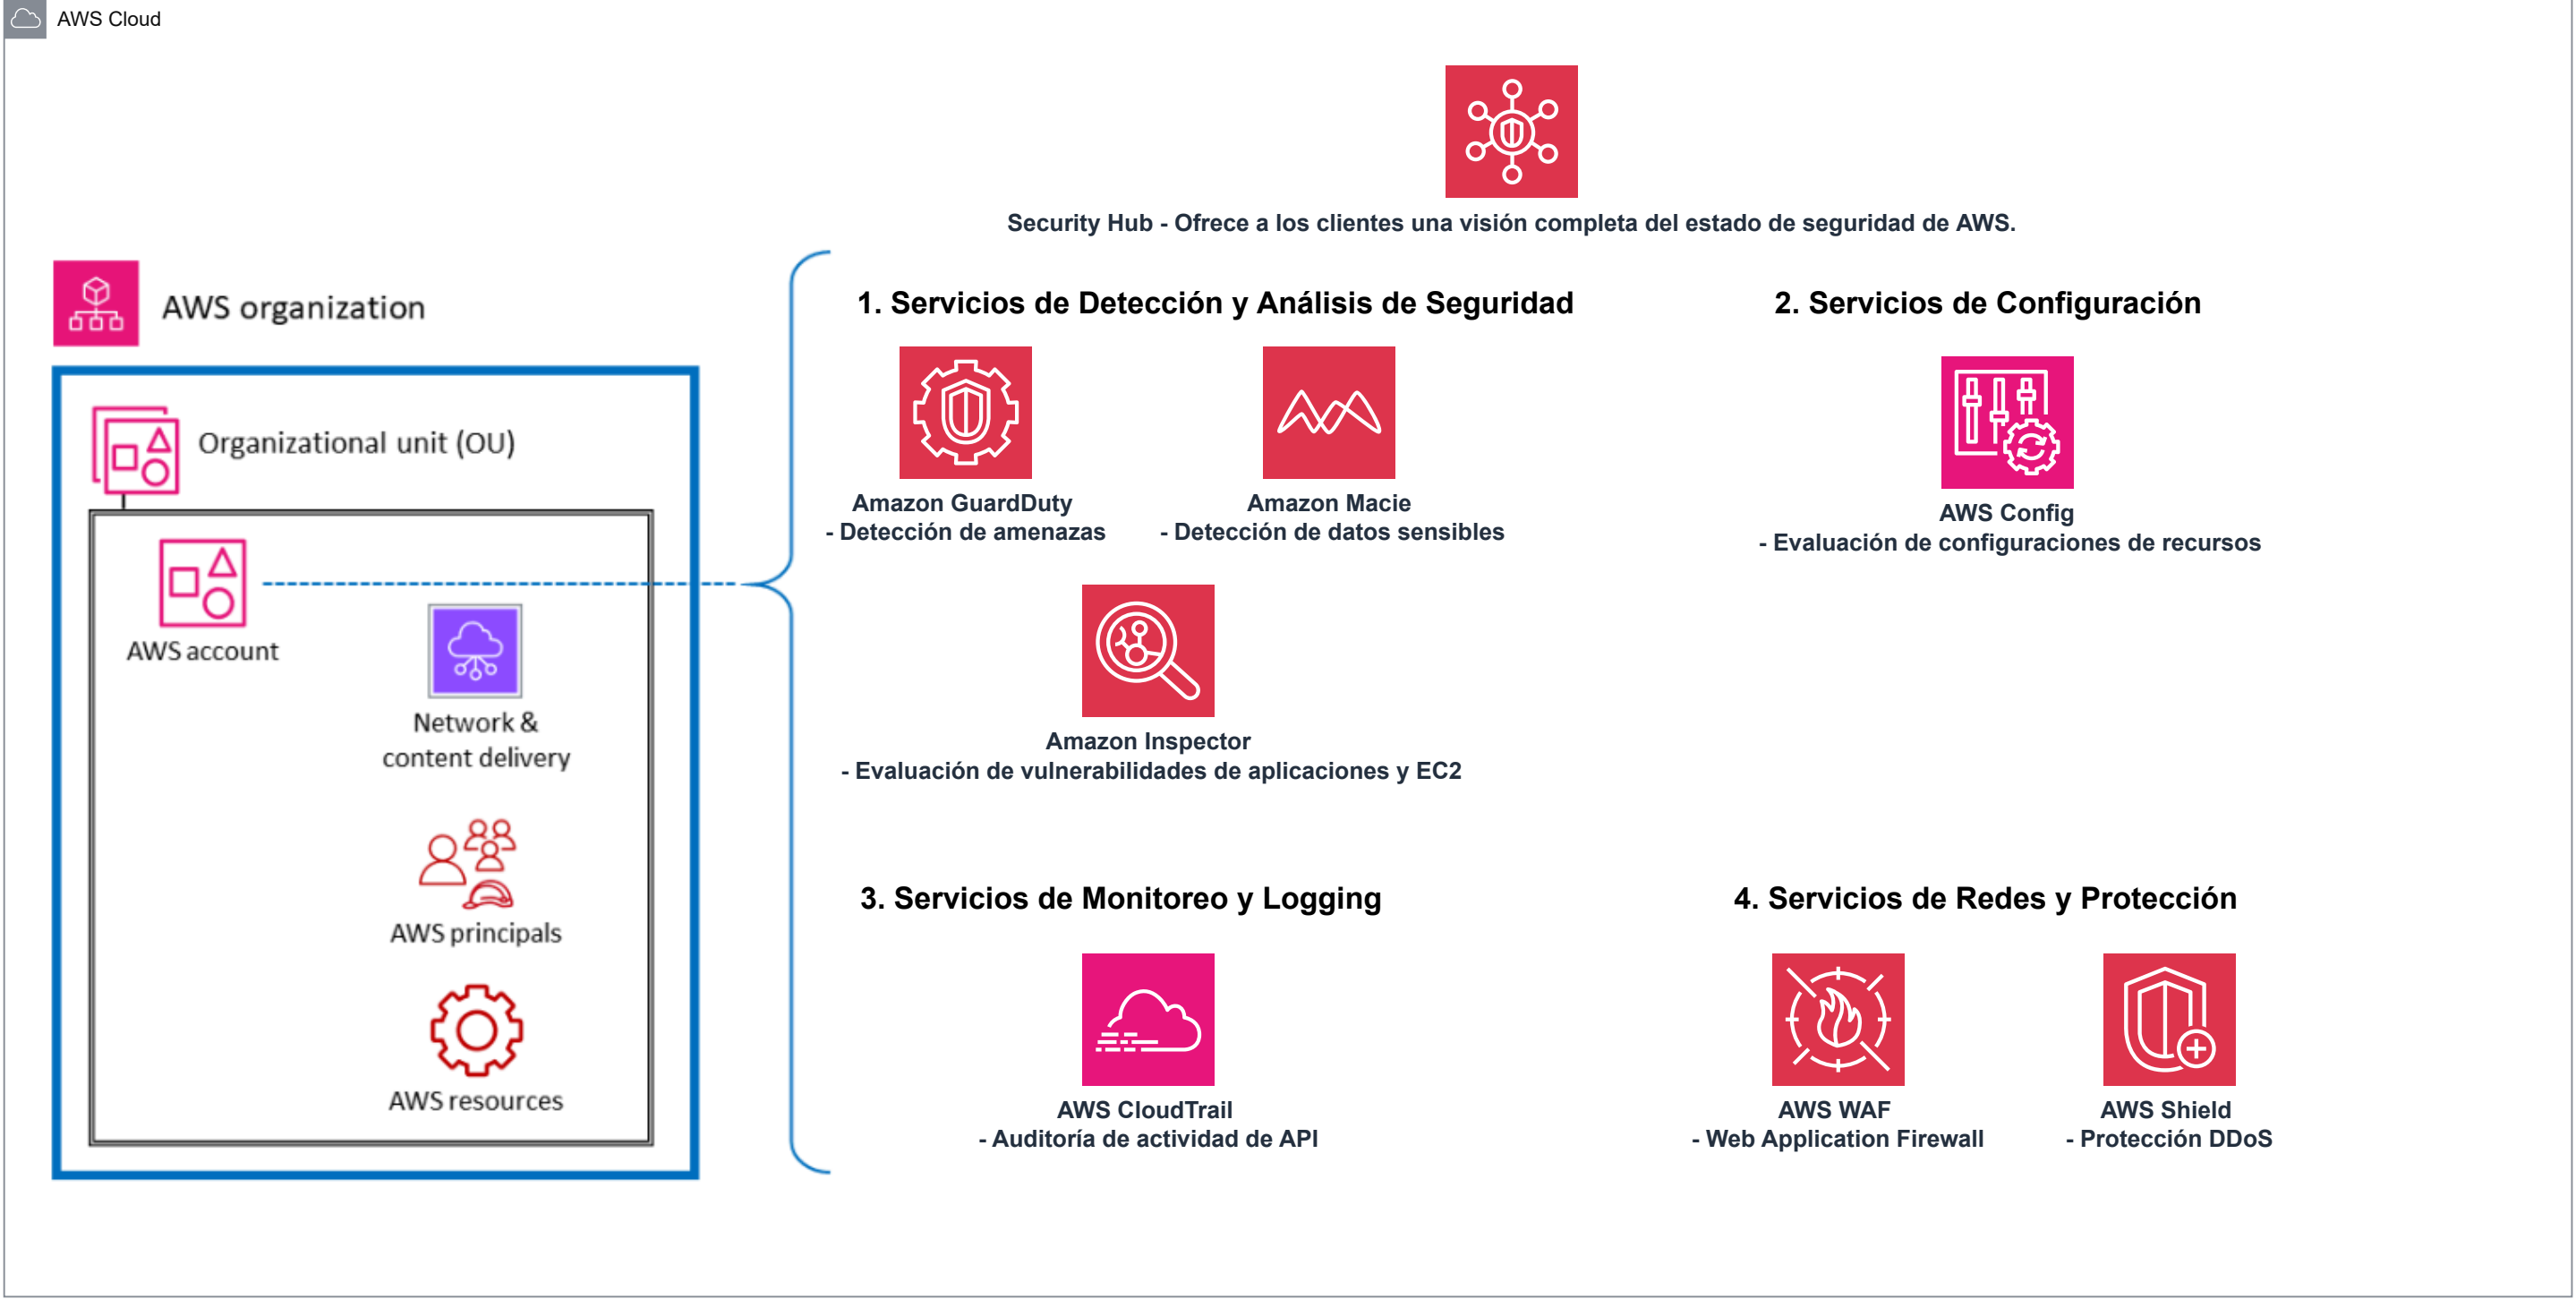 AWS Cloud
Security Hub - Ofrece a los clientes una visión completa del estado de seguridad de AWS.
AWS organization
Organizational unit (OU)
AWS account
Network &
content delivery
AWS principals
AWS resources
1. Servicios de Detección y Análisis de Seguridad
Amazon GuardDuty
- Detección de amenazas
Amazon Macie
- Detección de datos sensibles
Amazon Inspector
- Evaluación de vulnerabilidades de aplicaciones y EC2
2. Servicios de Configuración
AWS Config
- Evaluación de configuraciones de recursos
3. Servicios de Monitoreo y Logging
AWS CloudTrail
- Auditoría de actividad de API
4. Servicios de Redes y Protección
AWS WAF
- Web Application Firewall
AWS Shield
- Protección DDoS